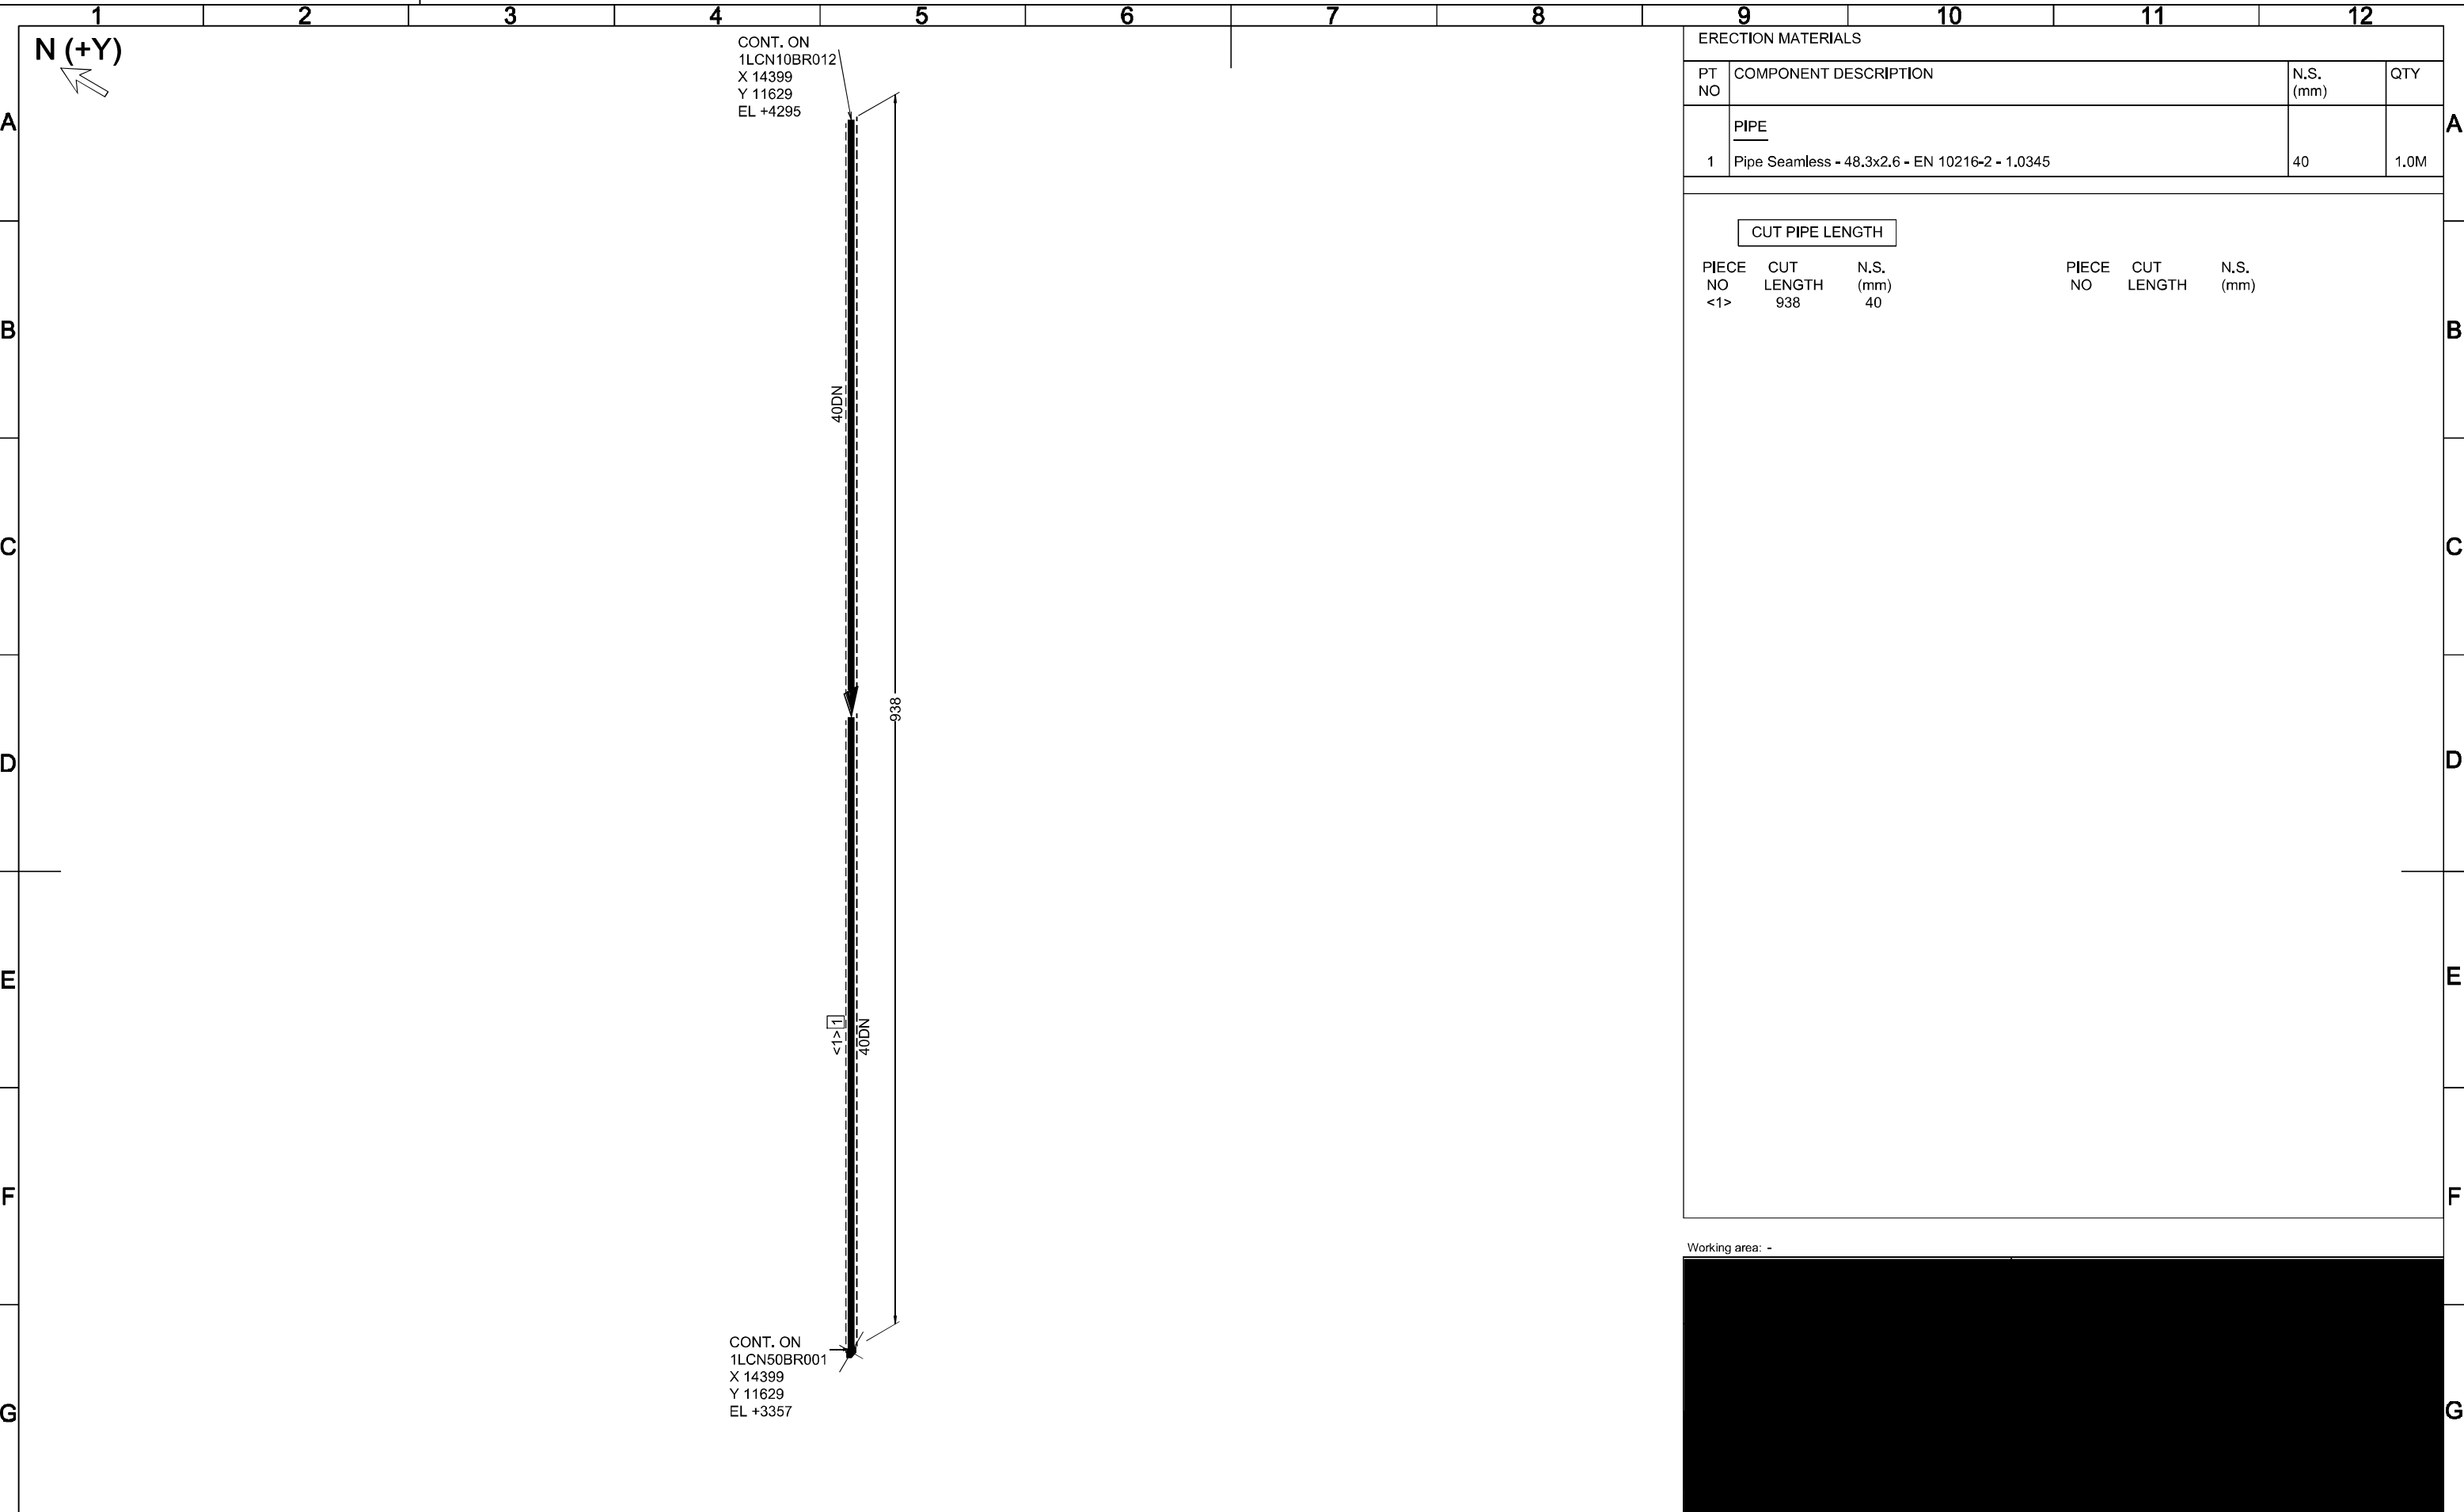 1 2 3 4 5 6 7 8 9 10 11 12
N (+Y)
CONT. ON
1LCN10BR012
X 14399
Y 11629
EL +4295
ERECTION MATERIALS
PT NO COMPONENT DESCRIPTION N.S. (mm) QTY
PIPE
1 Pipe Seamless - 48.3x2.6 - EN 10216-2 - 1.0345 40 1.0M
CUT PIPE LENGTH
PIECE CUT N.S. PIECE CUT N.S.
NO LENGTH (mm) NO LENGTH (mm)
<1> 938 40
A A
B B
40DN
C C
938
D D
E E
<1> 1
40DN
F F
Working area: -
CONT. ON
1LCN50BR001
X 14399
Y 11629
EL +3357
G G